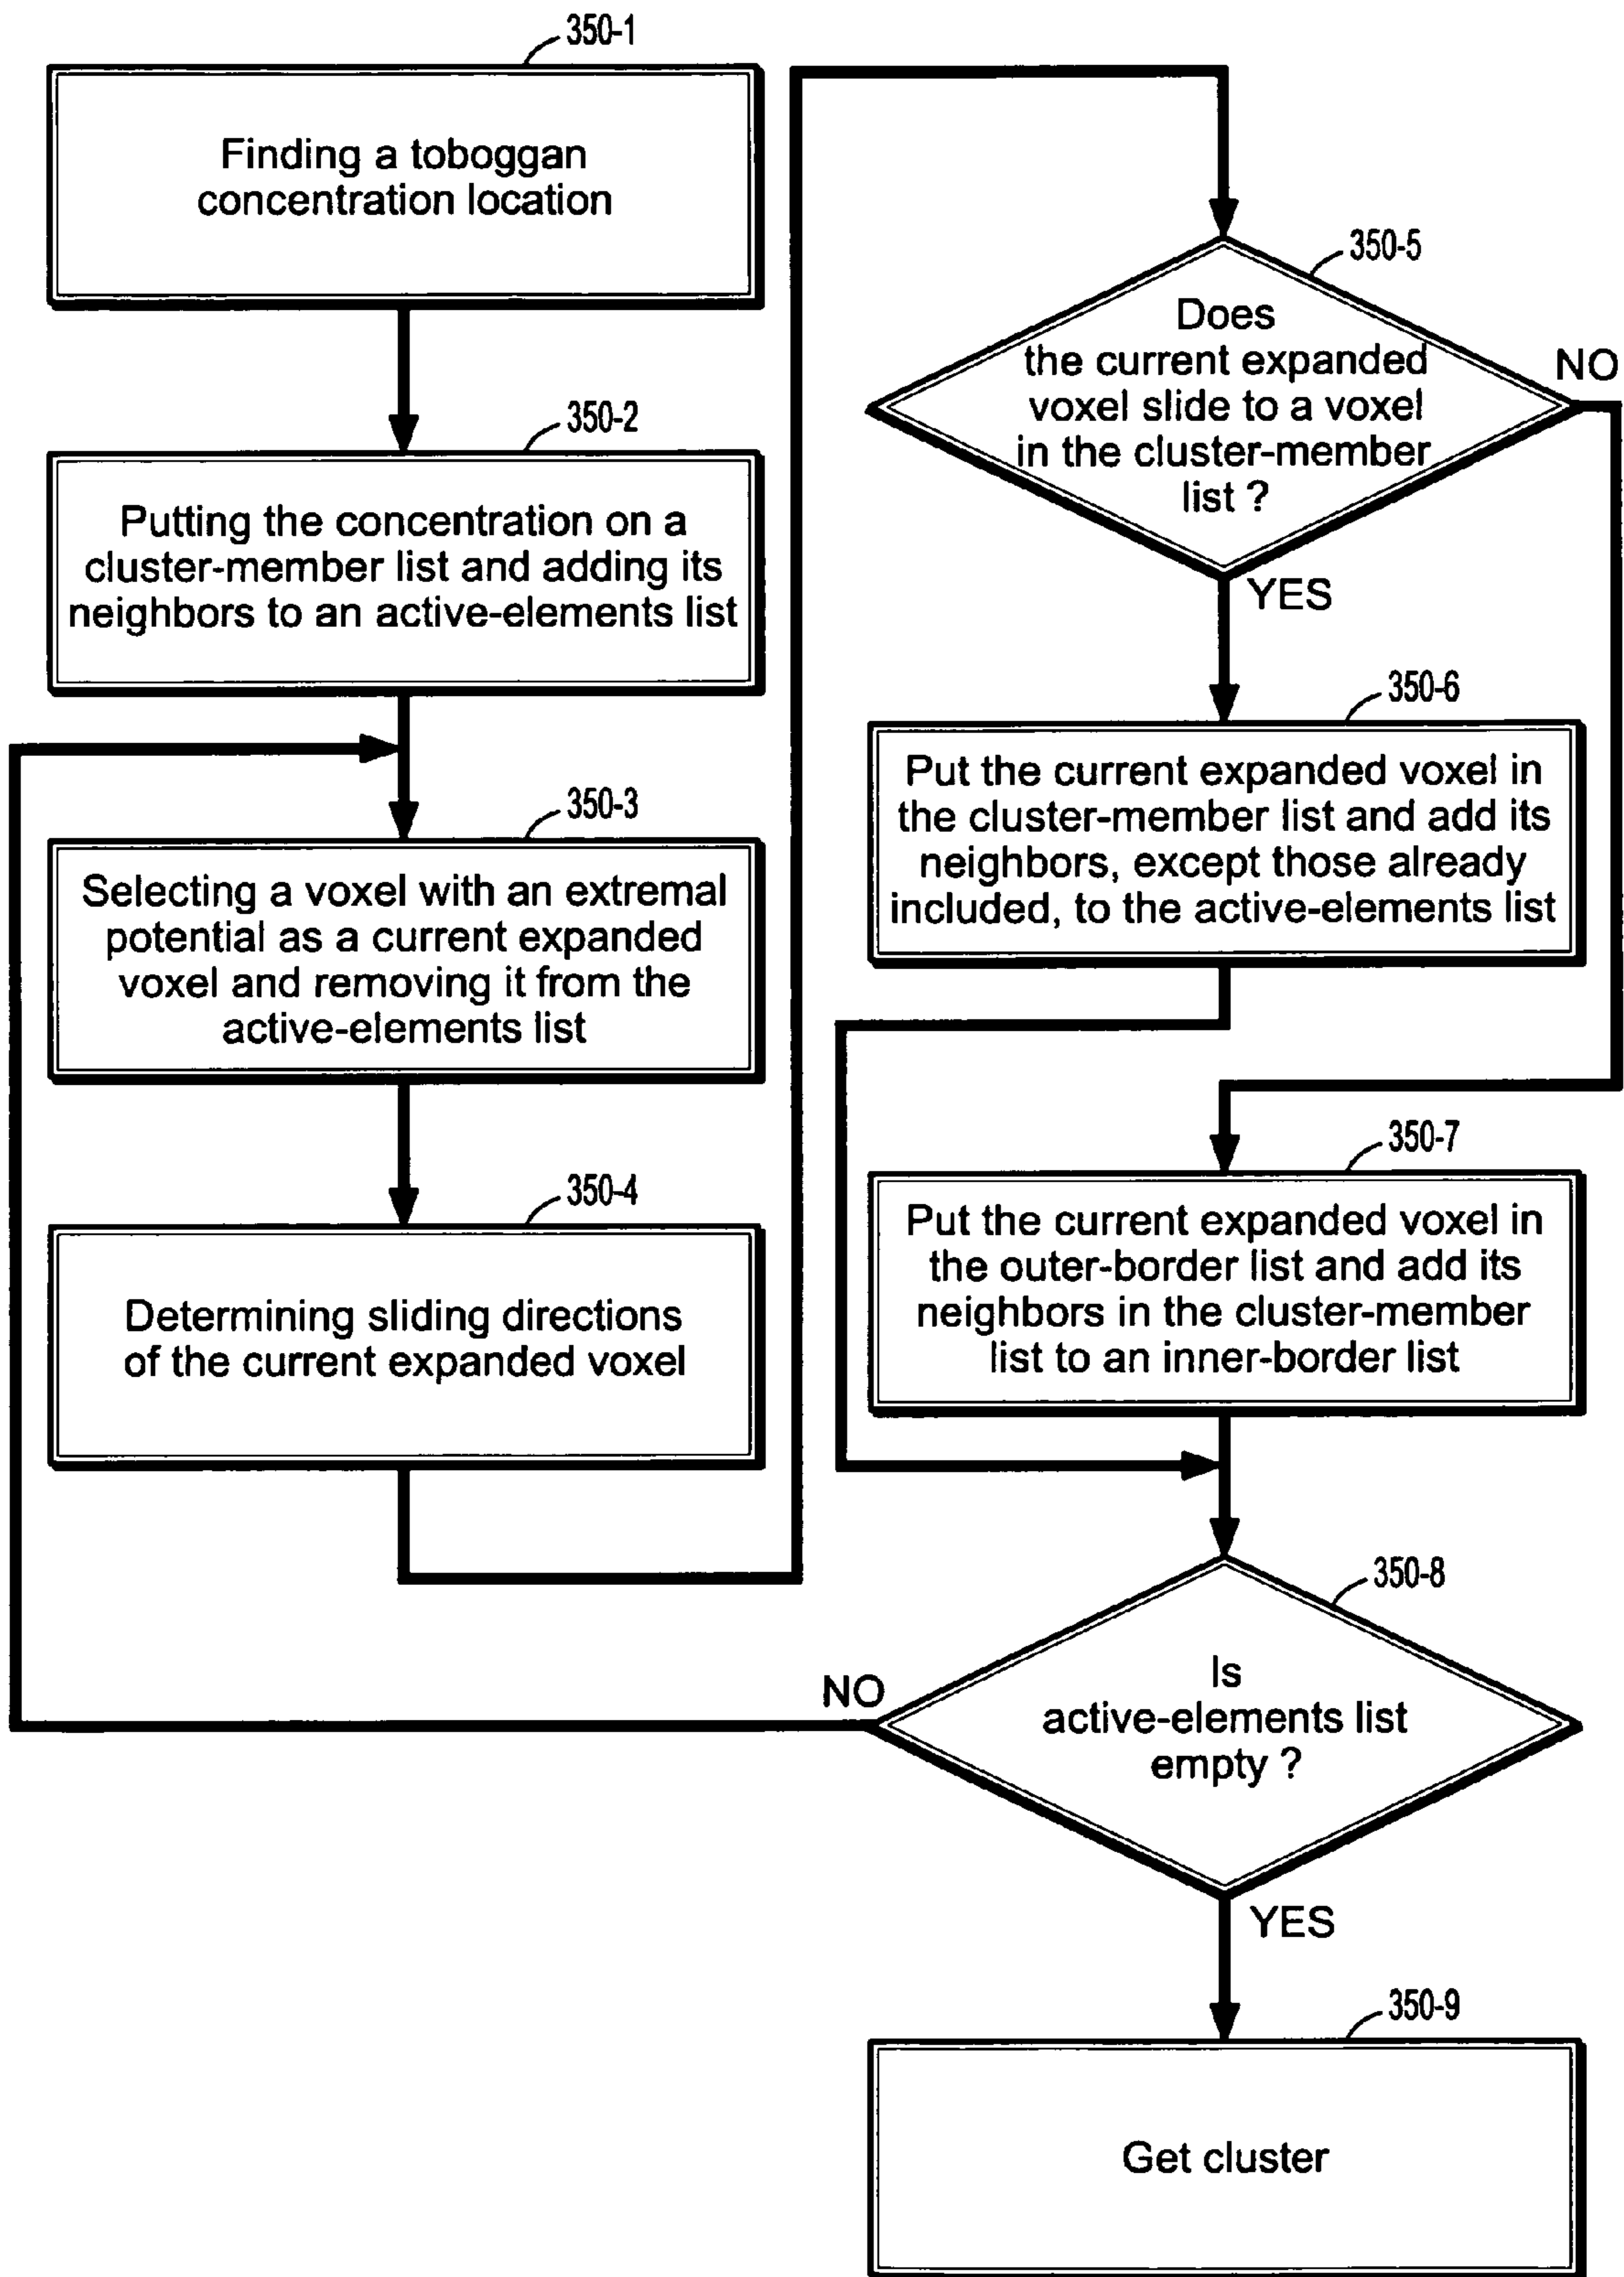 350-1
Finding a toboggan
concentration location
350-2
Putting the concentration on a
cluster-member list and adding its
neighbors to an active-elements list
350-3
Selecting a voxel with an extremal
potential as a current expanded
voxel and removing it from the
active-elements list
350-4
Determining sliding directions
of the current expanded voxel
350-5
Does
the current expanded
voxel slide to a voxel
in the cluster-member
list ?
NO
YES
350-6
Put the current expanded voxel in
the cluster-member list and add its
neighbors, except those already
included, to the active-elements list
350-7
Put the current expanded voxel in
the outer-border list and add its
neighbors in the cluster-member
list to an inner-border list
350-8
Is
active-elements list
empty ?
NO
YES
350-9
Get cluster